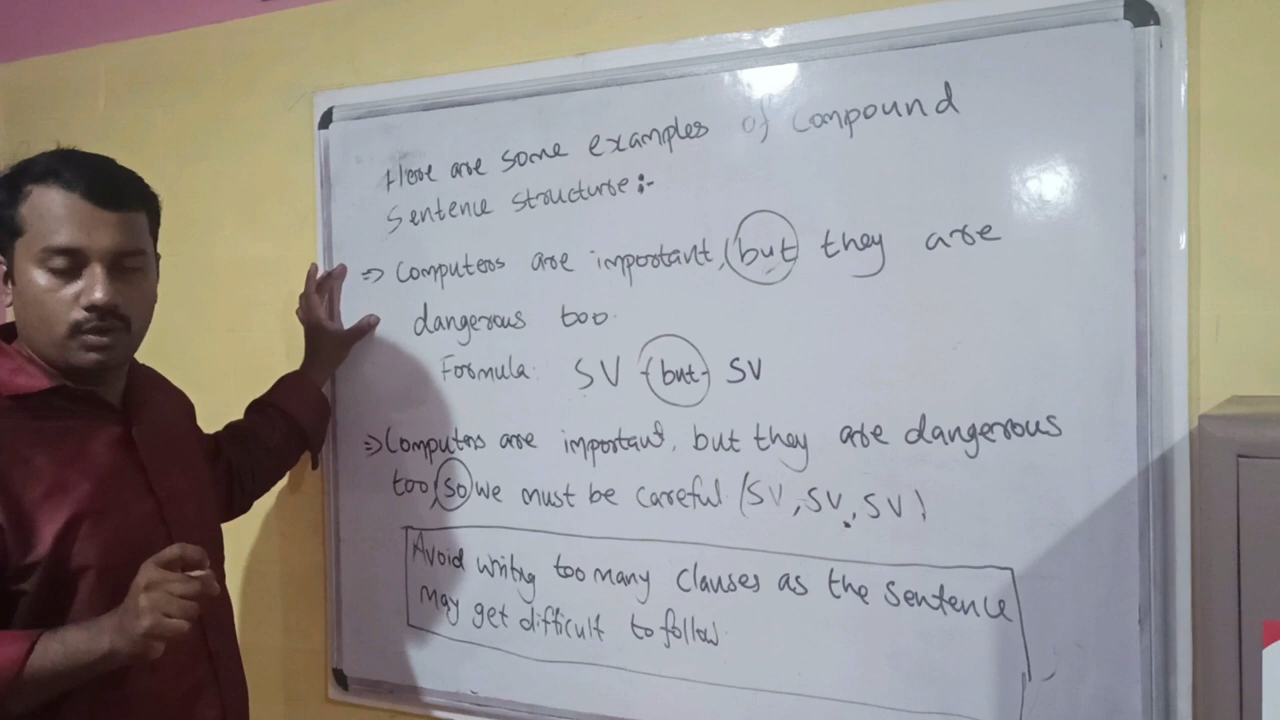 Here are some examples of Compound
Sentence structure:-
⇒ Computers are important, but they are
dangerous too.
Formula: SV but SV
⇒ Computers are important, but they are dangerous
too, so we must be careful (SV, SV, SV)
Avoid writing too many clauses as the sentence
may get difficult to follow.